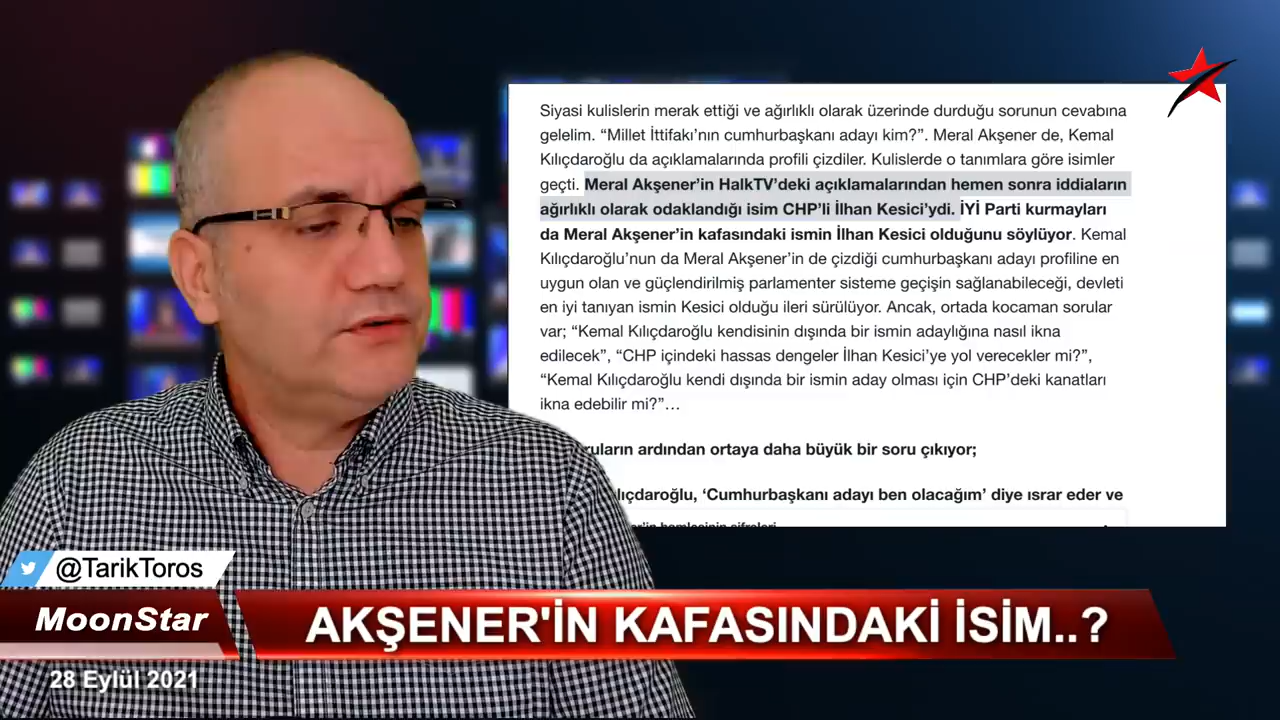 Siyasi kulislerin merak ettiği ve ağırlıklı olarak üzerinde durduğu sorunun cevabına
gelelim. “Millet İttifakı’nın cumhurbaşkanı adayı kim?”. Meral Akşener de, Kemal
Kılıçdaroğlu da açıklamalarında profili çizdiler. Kulislerde o tanımlara göre isimler
geçti. Meral Akşener’in HalkTV’deki açıklamalarından hemen sonra iddiaların
ağırlıklı olarak odaklandığı isim CHP’li İlhan Kesici’ydi. İYİ Parti kurmayları
da Meral Akşener’in kafasındaki ismin İlhan Kesici olduğunu söylüyor. Kemal
Kılıçdaroğlu’nun da Meral Akşener’in de çizdiği cumhurbaşkanı adayı profiline en
uygun olan ve güçlendirilmiş parlamenter sisteme geçişin sağlanabileceği, devleti
en iyi tanıyan ismin Kesici olduğu ileri sürülüyor. Ancak, ortada kocaman sorular
var; “Kemal Kılıçdaroğlu kendisinin dışında bir ismin adaylığına nasıl ikna
edilecek”, “CHP içindeki hassas dengeler İlhan Kesici’ye yol verecekler mi?”,
“Kemal Kılıçdaroğlu kendi dışında bir ismin aday olması için CHP’deki kanatları
ikna edebilir mi?”…
ardından ortaya daha büyük bir soru çıkıyor;
‘Cumhurbaşkanı adayı ben olacağım’ diye ısrar eder ve
@TarikToros
MoonStar
AKŞENER'İN KAFASINDAKİ İSİM..?
28 Eylül 2021